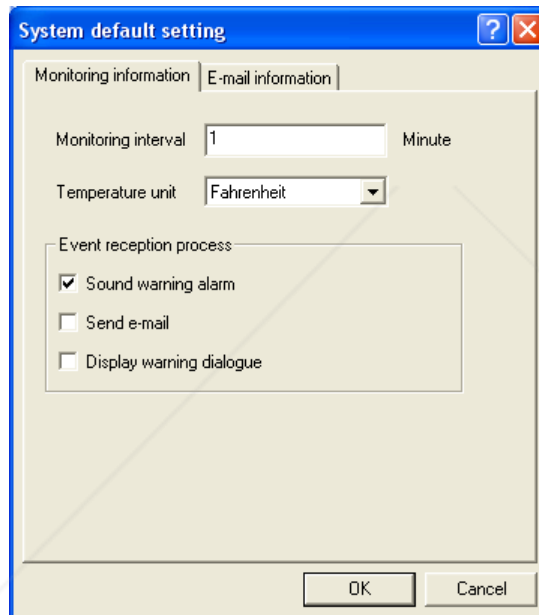 System default setting
Monitoring information E-mail information
Monitoring interval 1 Minute
Temperature unit Fahrenheit
Event reception process
Sound warning alarm
Send e-mail
Display warning dialogue
OK Cancel